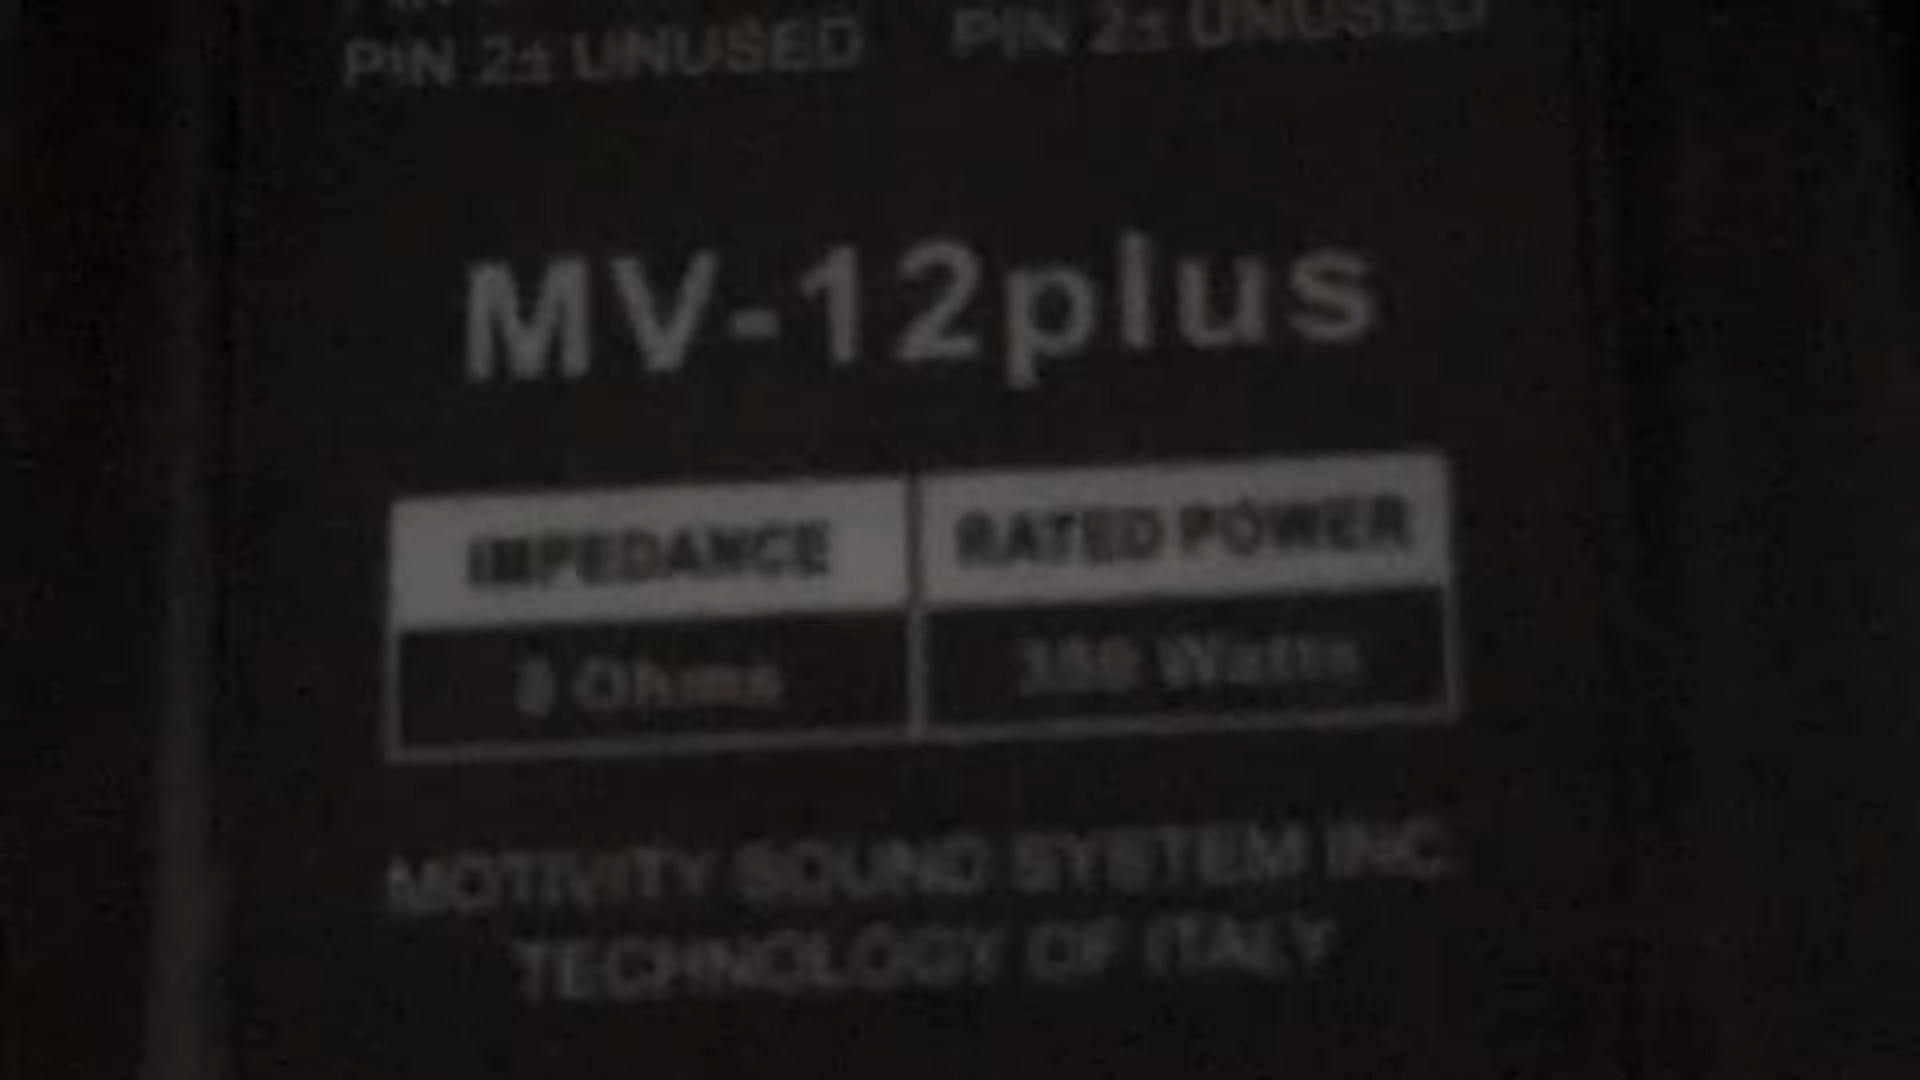 PIN 2± UNUSED PIN 2± UNUSED
MV-12plus
IMPEDANCE RATED POWER
8 Ohms Watts
MOTIVITY SOUND SYSTEM INC.
TECHNOLOGY OF ITALY